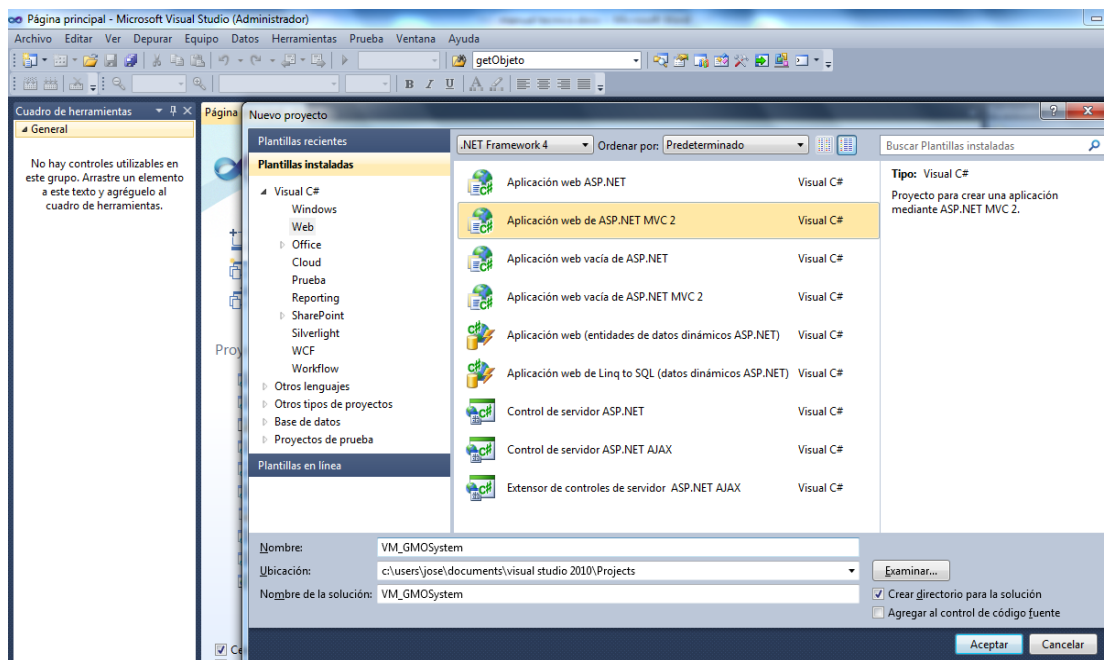 Página principal - Microsoft Visual Studio (Administrador)
Archivo Editar Ver Depurar Equipo Datos Herramientas Prueba Ventana Ayuda
getObjeto
B I U
Cuadro de herramientas
General
No hay controles utilizables en
este grupo. Arrastre un elemento
a este texto y agréguelo al
cuadro de herramientas.
Página
Proy
Nuevo proyecto
Plantillas recientes
Plantillas instaladas
Visual C#
Windows
Web
Office
Cloud
Prueba
Reporting
SharePoint
Silverlight
WCF
Workflow
Otros lenguajes
Otros tipos de proyectos
Base de datos
Proyectos de prueba
Plantillas en línea
.NET Framework 4 Ordenar por: Predeterminado
Aplicación web ASP.NET Visual C#
Aplicación web de ASP.NET MVC 2 Visual C#
Aplicación web vacía de ASP.NET Visual C#
Aplicación web vacía de ASP.NET MVC 2 Visual C#
Aplicación web (entidades de datos dinámicos ASP.NET) Visual C#
Aplicación web de Linq to SQL (datos dinámicos ASP.NET) Visual C#
Control de servidor ASP.NET Visual C#
Control de servidor ASP.NET AJAX Visual C#
Extensor de controles de servidor ASP.NET AJAX Visual C#
Buscar Plantillas instaladas
Tipo: Visual C#
Proyecto para crear una aplicación
mediante ASP.NET MVC 2.
Nombre: VM_GMOSystem
Ubicación: c:\users\jose\documents\visual studio 2010\Projects Examinar...
Nombre de la solución: VM_GMOSystem
Crear directorio para la solución
Agregar al control de código fuente
Aceptar Cancelar